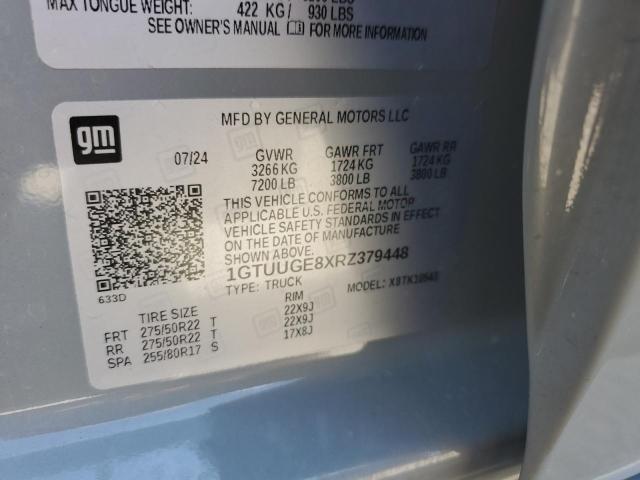 MAX TONGUE WEIGHT: 422 KG/ 930 LBS
SEE OWNER'S MANUAL FOR MORE INFORMATION
gm
MFD BY GENERAL MOTORS LLC
07/24 GVWR GAWR FRT GAWR RR
3266 KG 1724 KG 1724 KG
7200 LB 3800 LB 3800 LB
THIS VEHICLE CONFORMS TO ALL
APPLICABLE U.S. FEDERAL MOTOR
VEHICLE SAFETY STANDARDS IN EFFECT
ON THE DATE OF MANUFACTURE
SHOWN ABOVE.
1GTUUGE8XRZ379448
TYPE: TRUCK MODEL:
633D
TIRE SIZE RIM
FRT 275/50R22 T 22X9J
RR 275/50R22 T 22X9J
SPA 255/80R17 S 17X8J